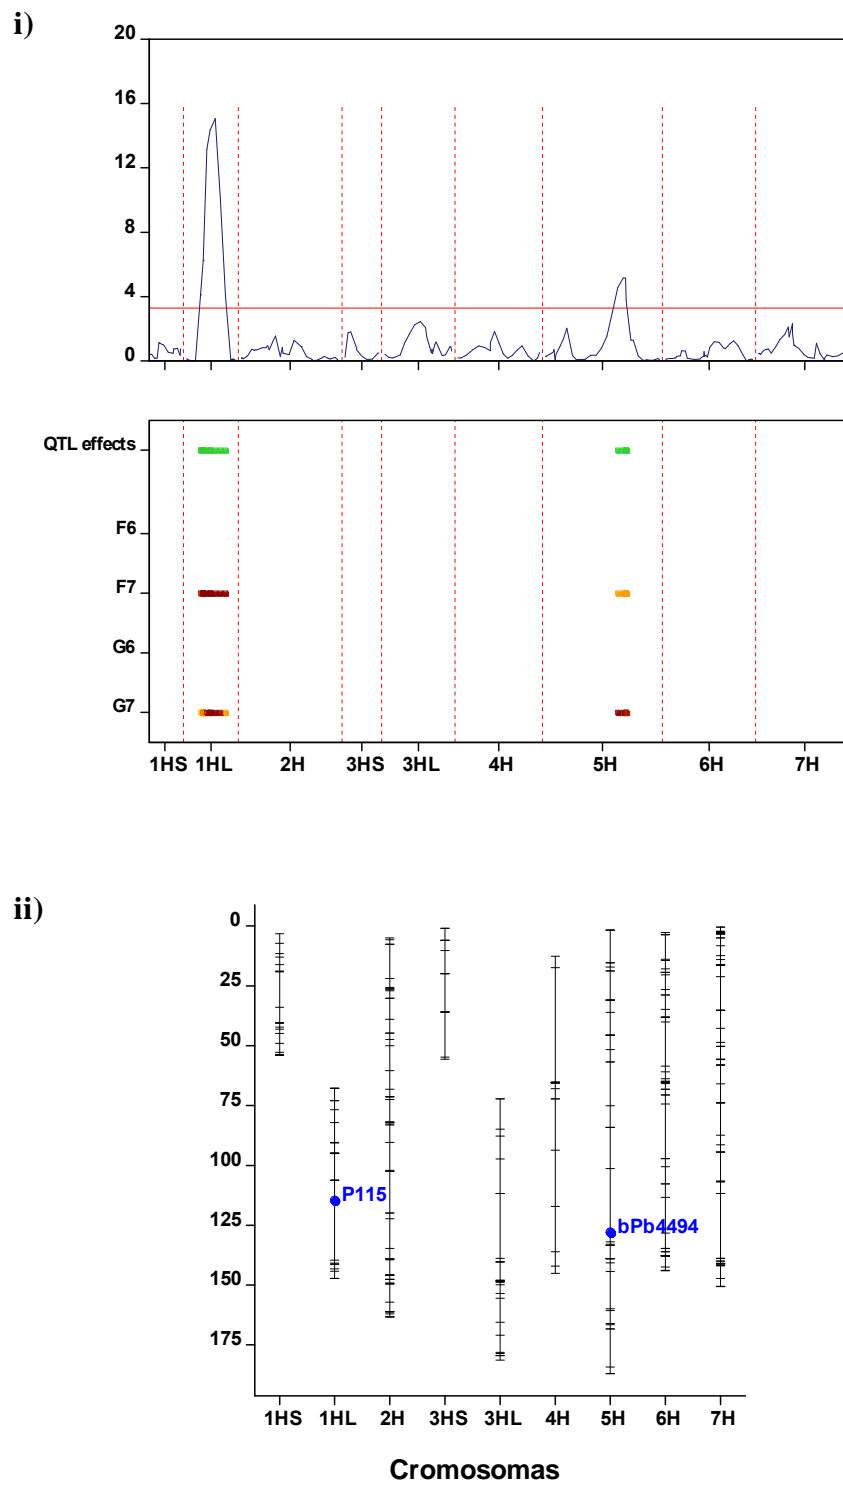 i)
20
16
12
8
4
0
QTL effects
F6
F7
G6
G7
1HS 1HL 2H 3HS 3HL 4H 5H 6H 7H
ii)
0
25
50
75
100
P115
125
bPb4494
150
175
1HS 1HL 2H 3HS 3HL 4H 5H 6H 7H
Cromosomas